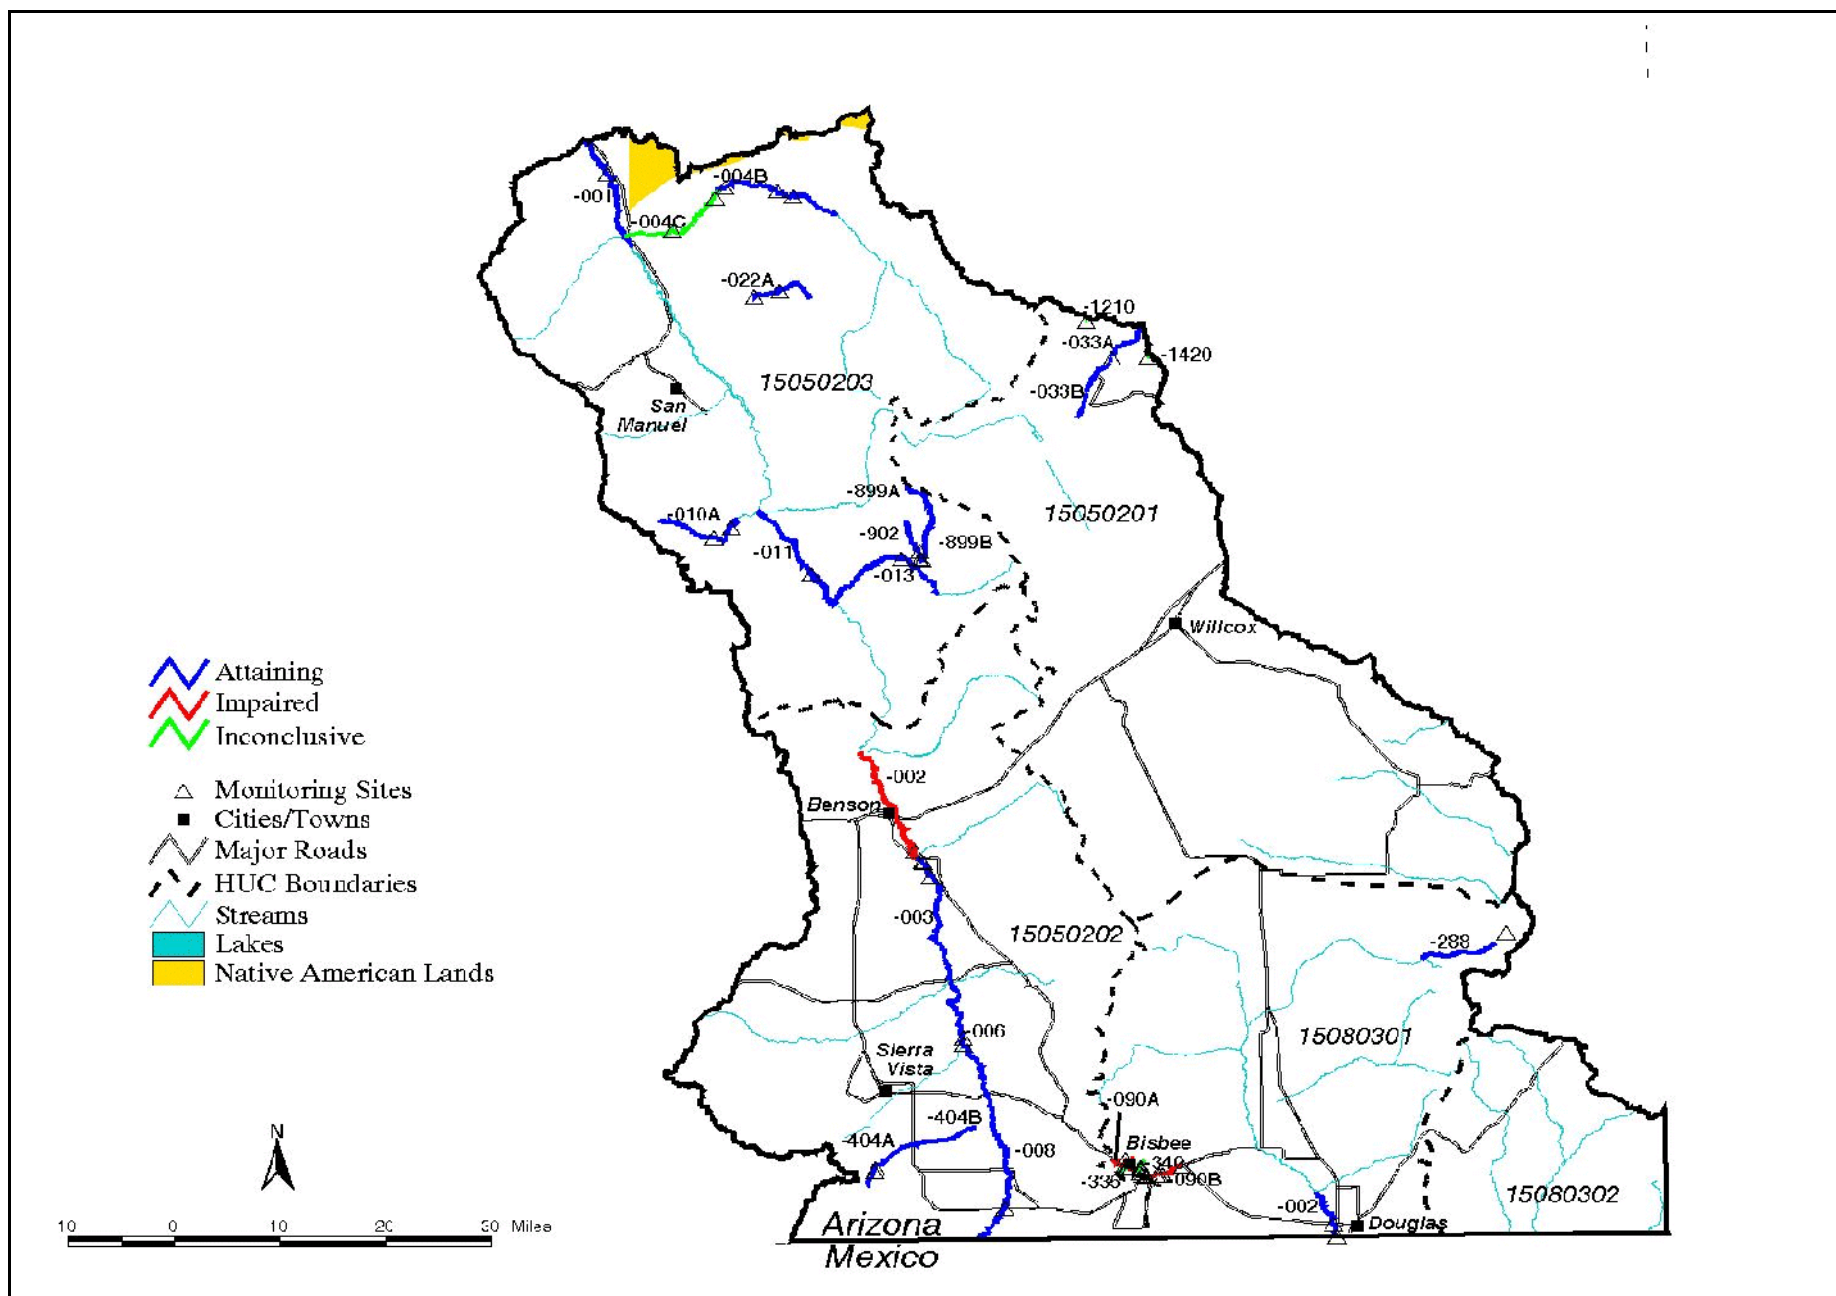 -004B
-001
-004C
-022A
-1210
-033A
-1420
15050203
-033B
San
Manuel
-899A
15050201
-010A
-902
-899B
-011
-013
Willcox
Attaining
Impaired
Inconclusive
Monitoring Sites
Cities/Towns
Major Roads
HUC Boundaries
Streams
Lakes
Native American Lands
-002
Benson
-003
15050202
-288
-006
15080301
Sierra
Vista
-090A
-404B
-404A
Bisbee
-008
-340
-090B
15080302
-002
Douglas
Arizona
Mexico
N
10 0 10 20 30 Miles